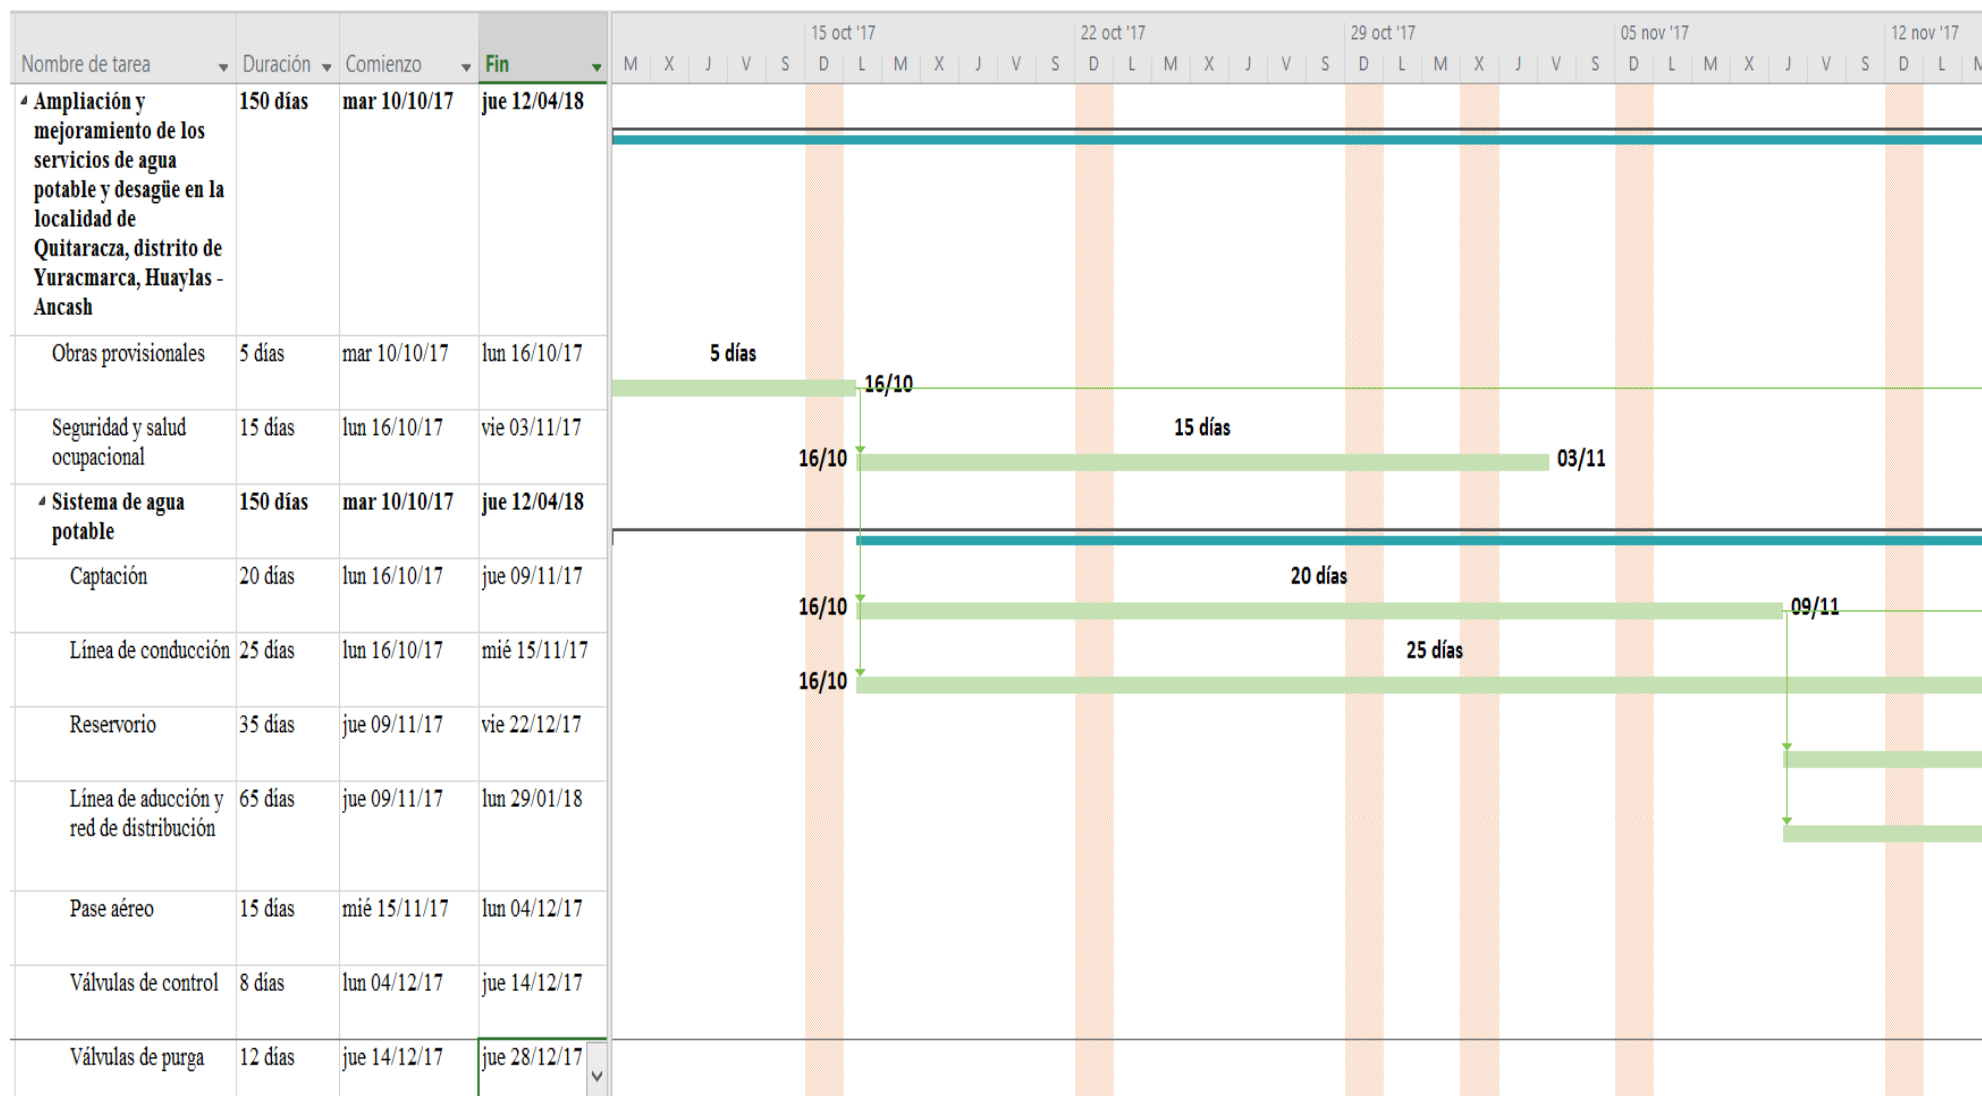 15 oct '17 22 oct '17 29 oct '17 05 nov '17 12 nov '17
Nombre de tarea Duración Comienzo Fin M X J V S D L M X J V S D L M X J V S D L M X J V S D L M X J V S D L M
Ampliación y 150 días mar 10/10/17 jue 12/04/18
mejoramiento de los
servicios de agua
potable y desagüe en la
localidad de
Quitaracza, distrito de
Yuracmarca, Huaylas -
Ancash
Obras provisionales 5 días mar 10/10/17 lun 16/10/17 5 días
16/10
Seguridad y salud 15 días lun 16/10/17 vie 03/11/17 15 días
ocupacional 16/10 03/11
Sistema de agua 150 días mar 10/10/17 jue 12/04/18
potable
Captación 20 días lun 16/10/17 jue 09/11/17 20 días
16/10 09/11
Línea de conducción 25 días lun 16/10/17 mié 15/11/17 25 días
16/10
Reservorio 35 días jue 09/11/17 vie 22/12/17
Línea de aducción y 65 días jue 09/11/17 lun 29/01/18
red de distribución
Pase aéreo 15 días mié 15/11/17 lun 04/12/17
Válvulas de control 8 días lun 04/12/17 jue 14/12/17
Válvulas de purga 12 días jue 14/12/17 jue 28/12/17